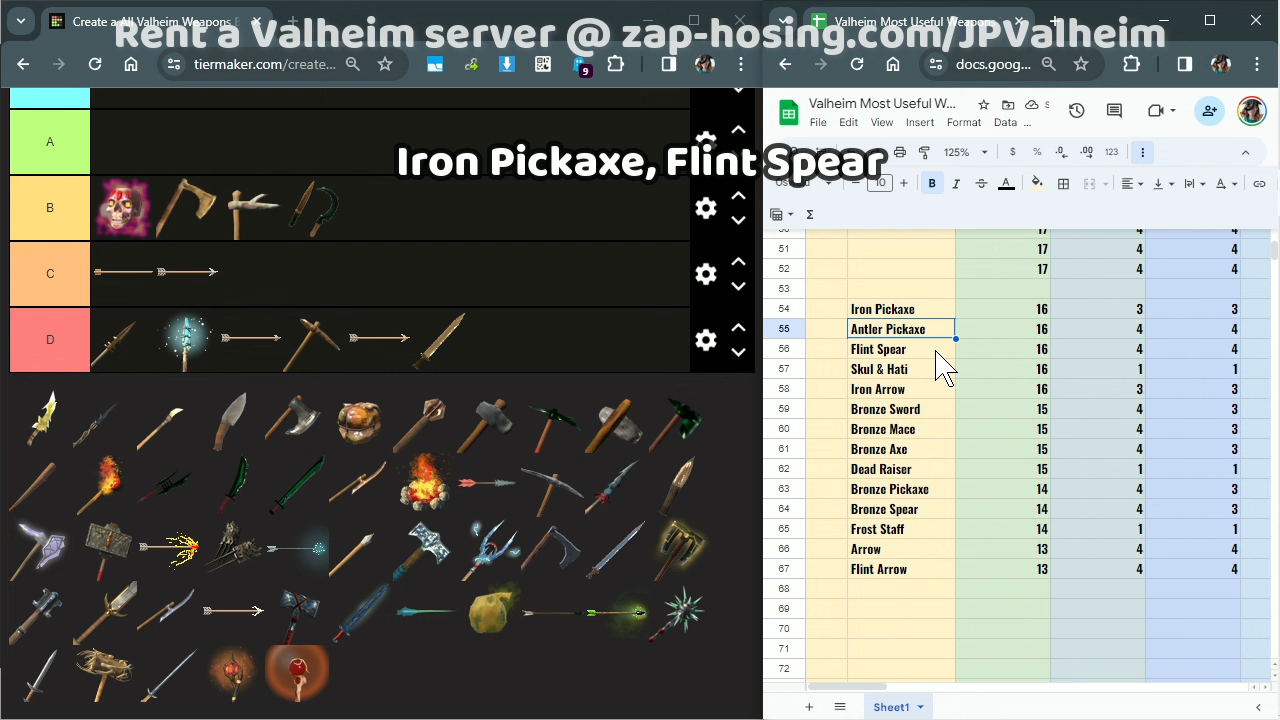 Create a All Valheim Weapons
Valheim Most Useful Weapons
Rent a Valheim server @ zap-hosing.com/JPValheim
tiermaker.com/create...
9
docs.goog...
Valheim Most Useful W...
File Edit View Insert Format Data ...
125% $ % .0 .00 123
10 B I A
Σ
Iron Pickaxe, Flint Spear
A
B
C
D
51 17 4 4
52 17 4 4
53
54 Iron Pickaxe 16 3 3
55 Antler Pickaxe 16 4 4
56 Flint Spear 16 4 4
57 Skul & Hati 16 1 1
58 Iron Arrow 16 3 3
59 Bronze Sword 15 4 3
60 Bronze Mace 15 4 3
61 Bronze Axe 15 4 3
62 Dead Raiser 15 1 1
63 Bronze Pickaxe 14 4 3
64 Bronze Spear 14 4 3
65 Frost Staff 14 1 1
66 Arrow 13 4 4
67 Flint Arrow 13 4 4
68
69
70
71
72
Sheet1